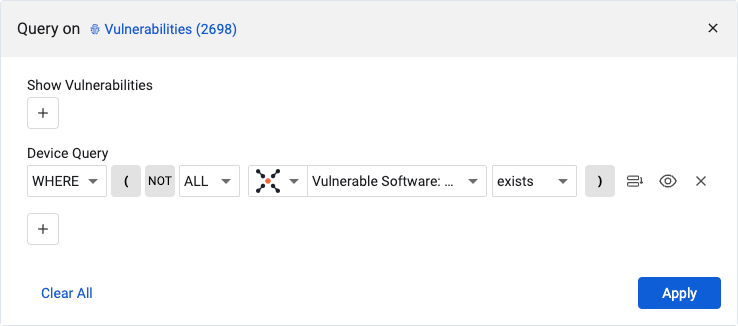 Query on Vulnerabilities (2698)
Show Vulnerabilities
+
Device Query
WHERE ( NOT ALL Vulnerable Software: ... exists )
+
Clear All Apply